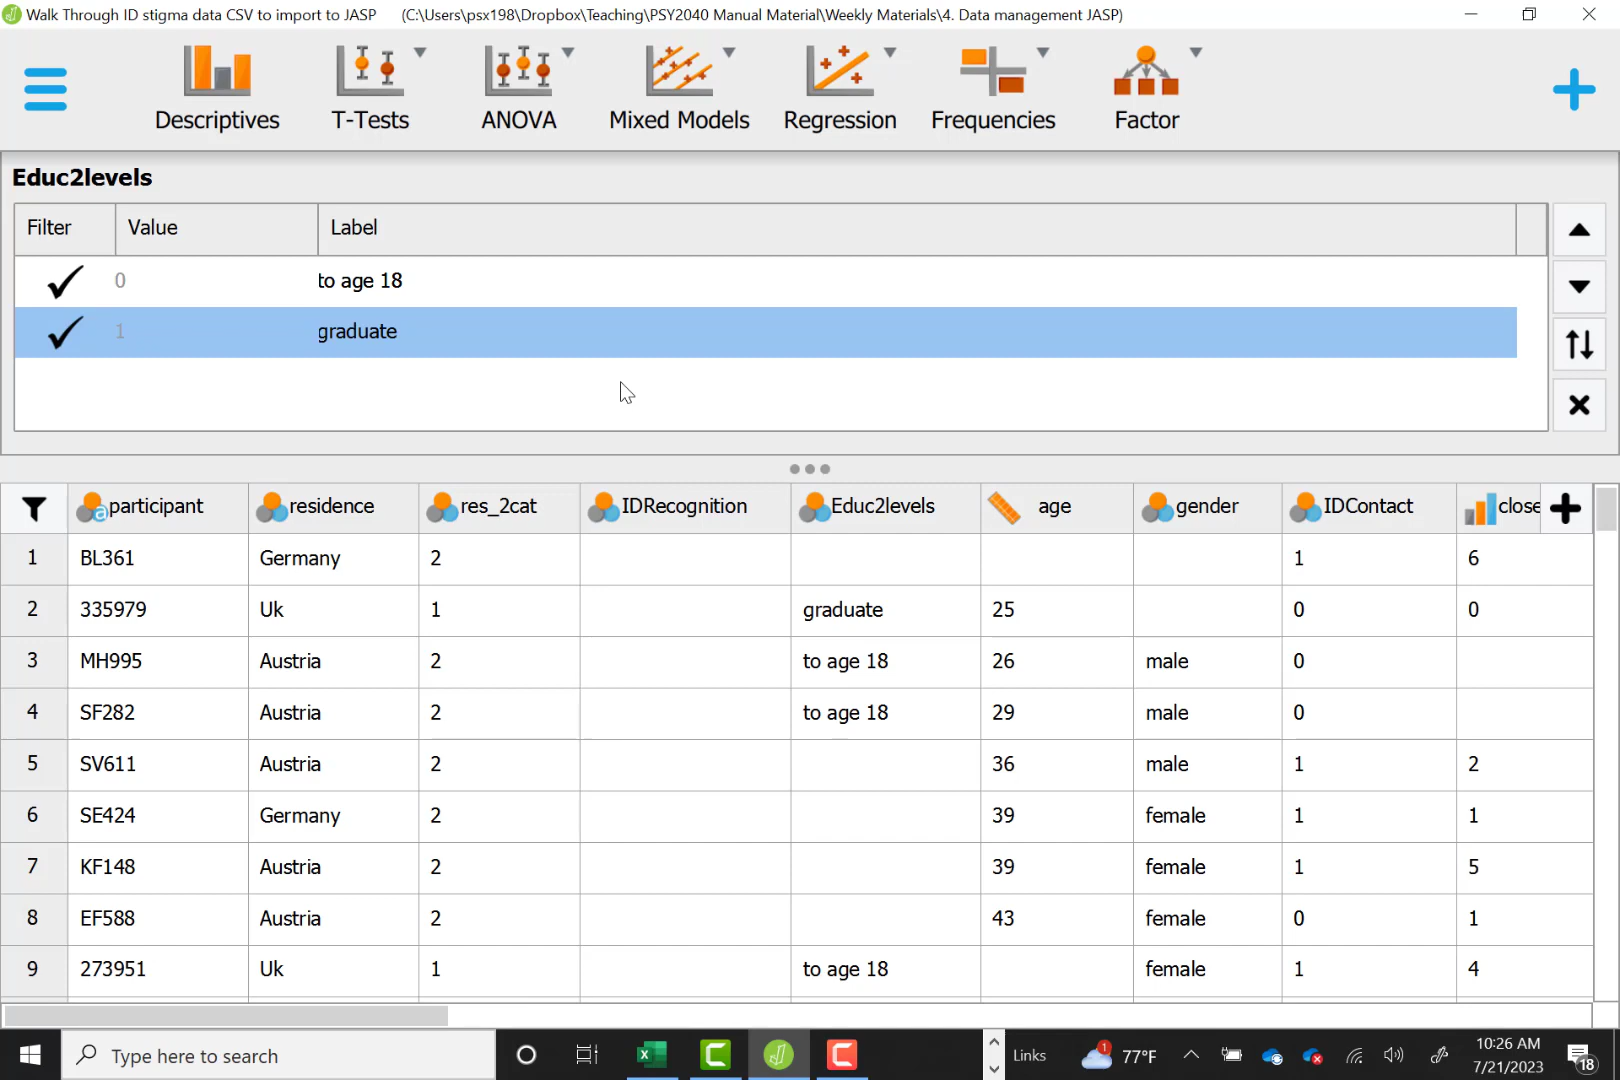 Walk Through ID stigma data CSV to import to JASP (C:\Users\psx198\Dropbox\Teaching\PSY2040 Manual Material\Weekly Materials\4. Data management JASP)
Descriptives T-Tests ANOVA Mixed Models Regression Frequencies Factor
Educ2levels
Filter Value Label
0 to age 18
1 graduate
participant residence res_2cat IDRecognition Educ2levels age gender IDContact close
1 BL361 Germany 2 1 6
2 335979 Uk 1 graduate 25 0 0
3 MH995 Austria 2 to age 18 26 male 0
4 SF282 Austria 2 to age 18 29 male 0
5 SV611 Austria 2 36 male 1 2
6 SE424 Germany 2 39 female 1 1
7 KF148 Austria 2 39 female 1 5
8 EF588 Austria 2 43 female 0 1
9 273951 Uk 1 to age 18 female 1 4
Type here to search
Links
1
77°F
10:26 AM
7/21/2023
18